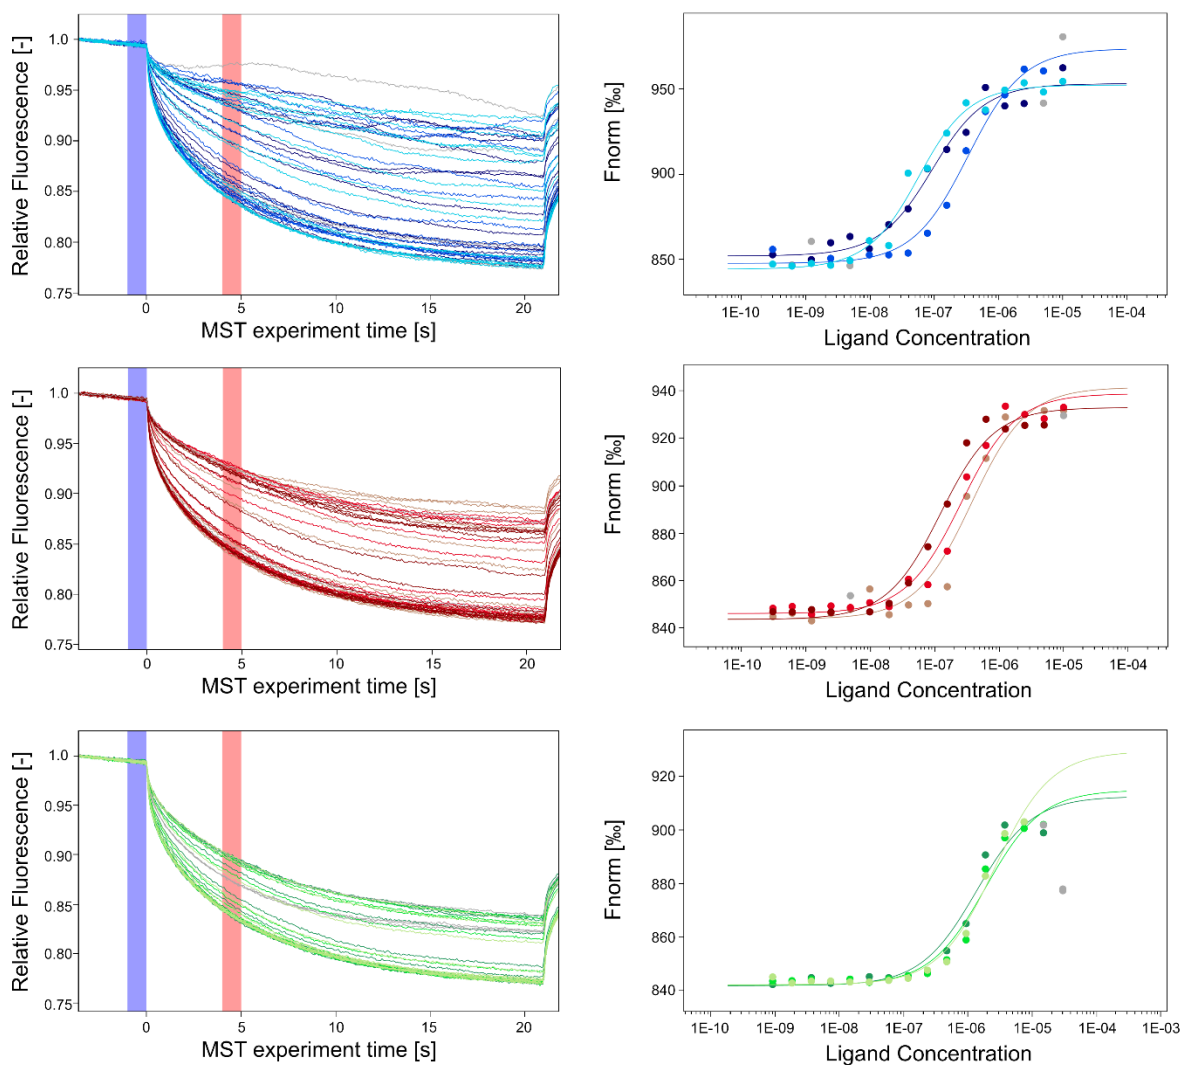 Relative Fluorescence [-]
1.0
0.95
0.90
0.85
0.80
0.75
0
5
10
15
20
MST experiment time [s]
Fnorm [‰]
950
900
850
1E-10
1E-09
1E-08
1E-07
1E-06
1E-05
1E-04
Ligand Concentration
Relative Fluorescence [-]
1.0
0.95
0.90
0.85
0.80
0.75
0
5
10
15
20
MST experiment time [s]
Fnorm [‰]
940
920
900
880
860
840
1E-10
1E-09
1E-08
1E-07
1E-06
1E-05
1E-04
Ligand Concentration
Relative Fluorescence [-]
1.0
0.95
0.90
0.85
0.80
0.75
0
5
10
15
20
MST experiment time [s]
Fnorm [‰]
920
900
880
860
840
1E-10
1E-09
1E-08
1E-07
1E-06
1E-05
1E-04
1E-03
Ligand Concentration